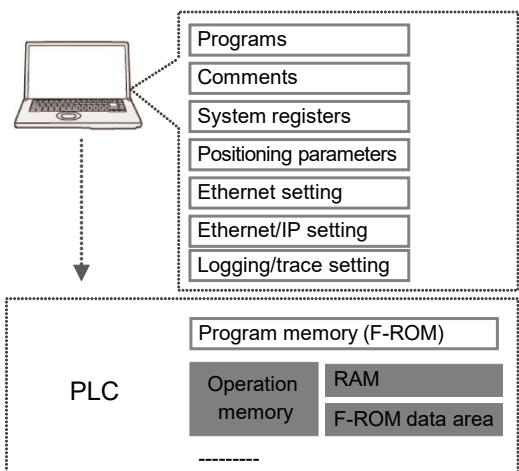 Programs
Comments
System registers
Positioning parameters
Ethernet setting
Ethernet/IP setting
Logging/trace setting
Program memory (F-ROM)
PLC
Operation
memory
RAM
F-ROM data area
---------